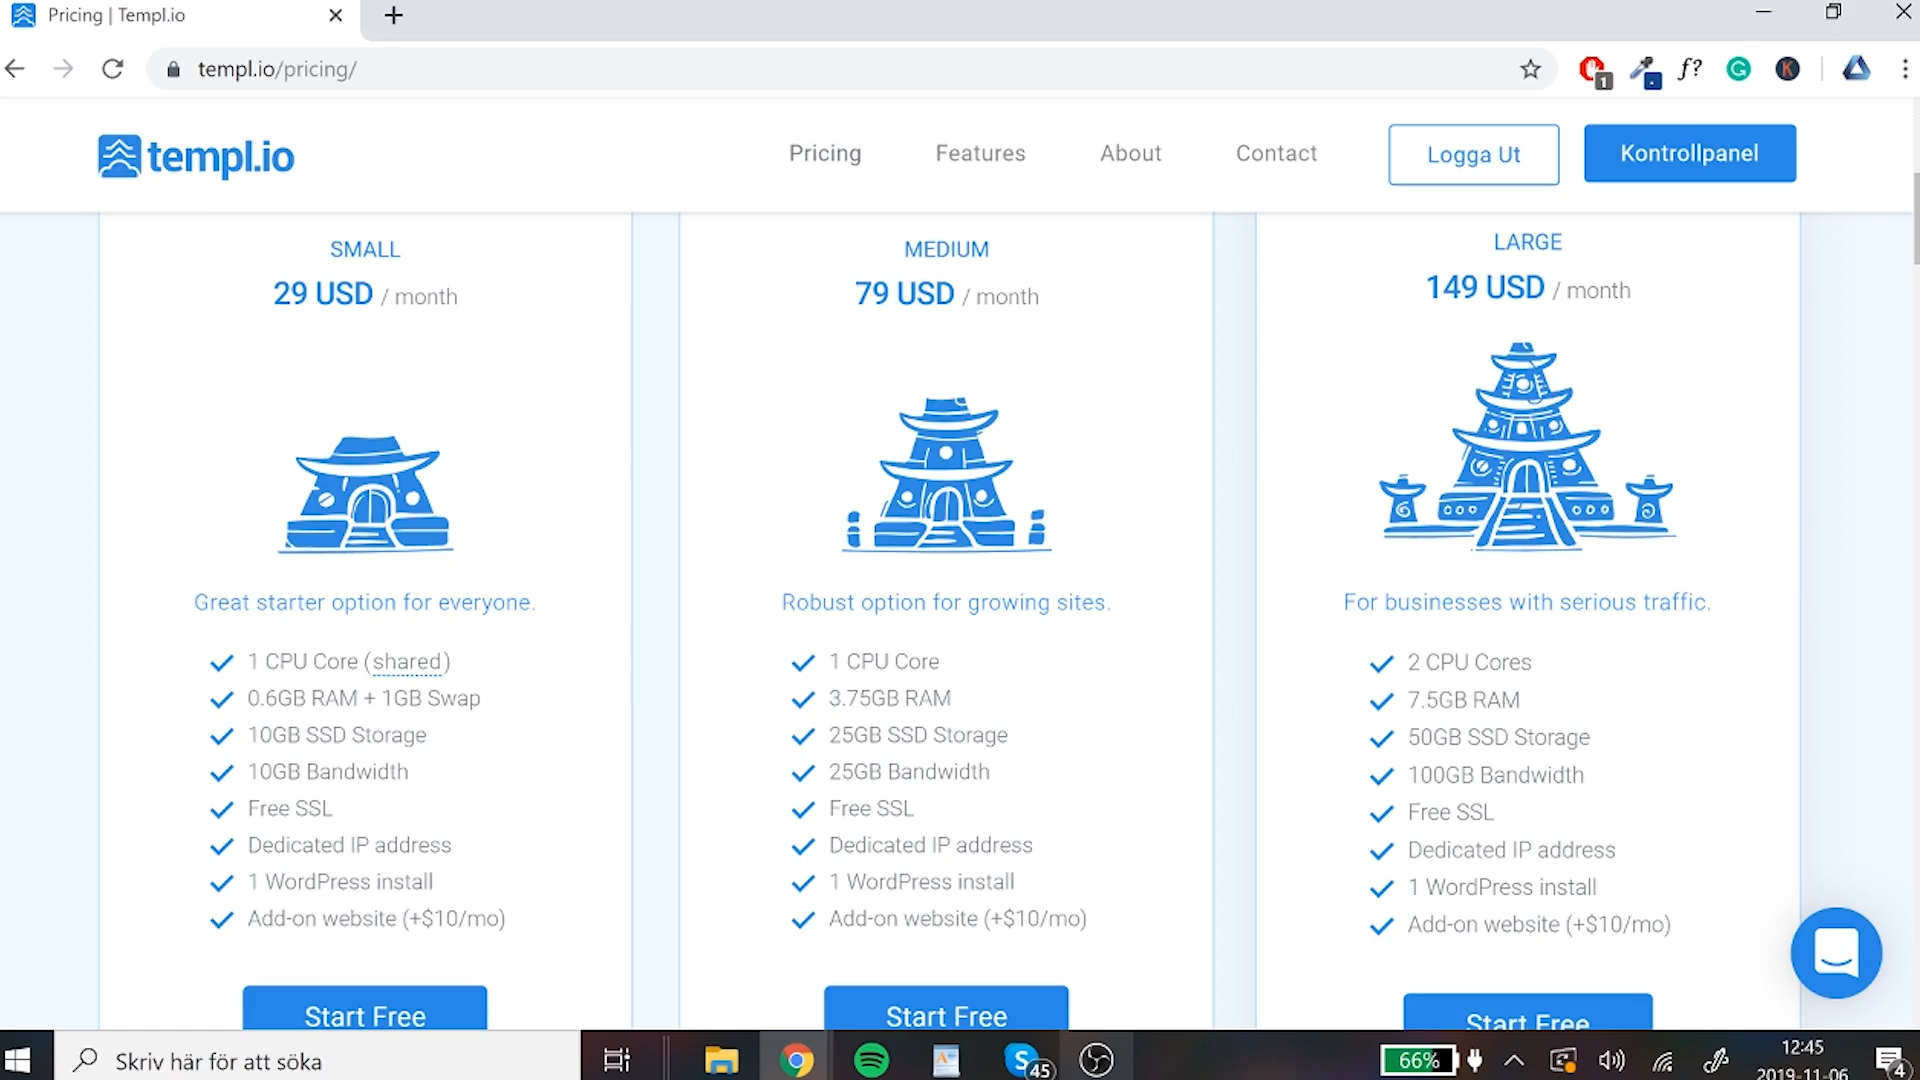 Pricing | Templ.io
templ.io/pricing/
1
f?
G
K
templ.io
Pricing
Features
About
Contact
Logga Ut
Kontrollpanel
SMALL
29 USD / month
Great starter option for everyone.
1 CPU Core (shared)
0.6GB RAM + 1GB Swap
10GB SSD Storage
10GB Bandwidth
Free SSL
Dedicated IP address
1 WordPress install
Add-on website (+$10/mo)
Start Free
MEDIUM
79 USD / month
Robust option for growing sites.
1 CPU Core
3.75GB RAM
25GB SSD Storage
25GB Bandwidth
Free SSL
Dedicated IP address
1 WordPress install
Add-on website (+$10/mo)
Start Free
LARGE
149 USD / month
For businesses with serious traffic.
2 CPU Cores
7.5GB RAM
50GB SSD Storage
100GB Bandwidth
Free SSL
Dedicated IP address
1 WordPress install
Add-on website (+$10/mo)
Start Free
Skriv här för att söka
S
45
66%
12:45
2019-11-06
4